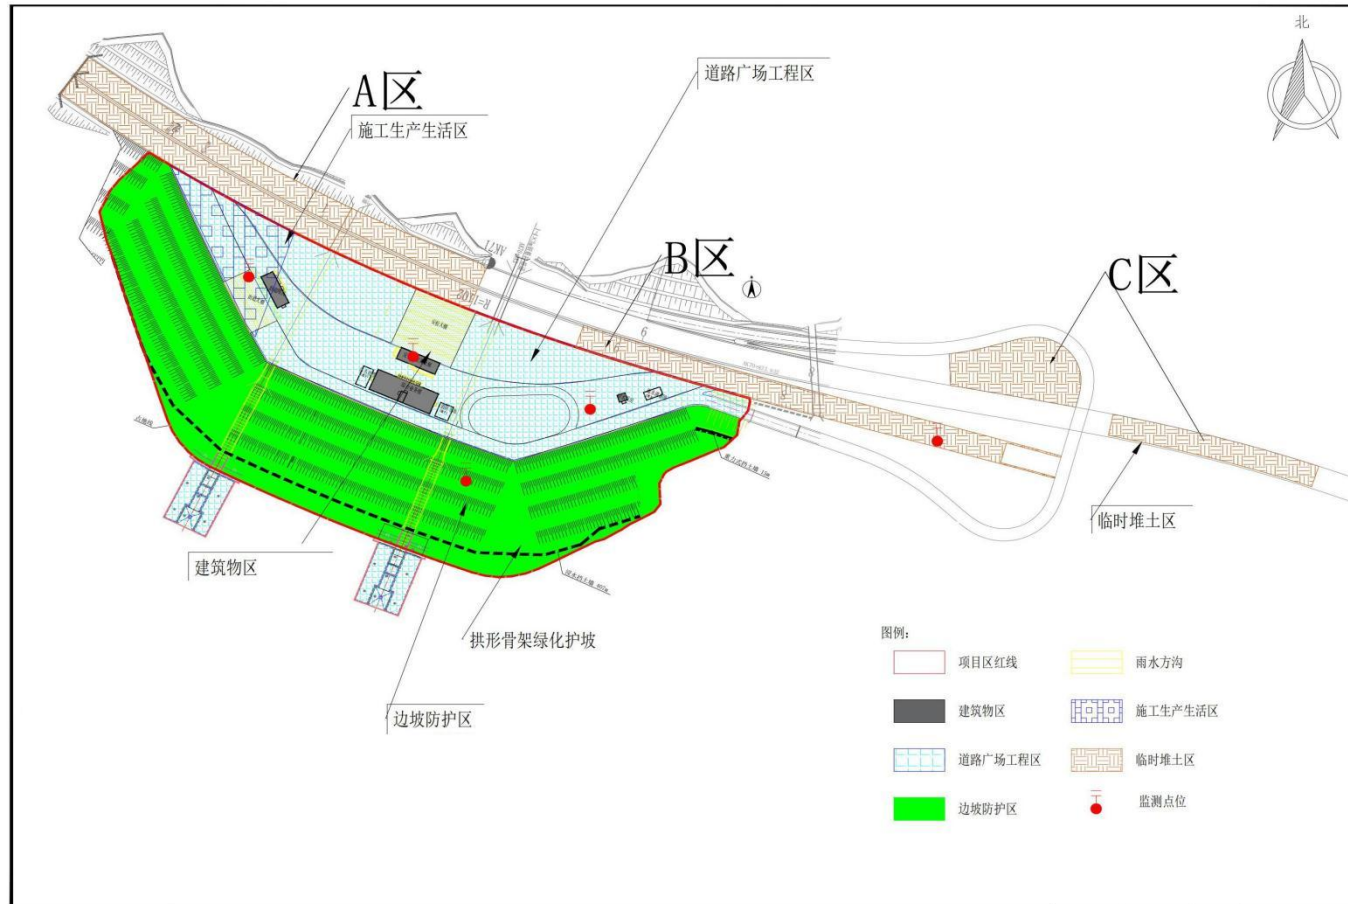 北
道路广场工程区
A区
施工生产生活区
AK71
B区
C区
R=1102
6
临时堆土区
建筑物区
拱形骨架绿化护坡
边坡防护区
图例:
项目区红线
雨水方沟
建筑物区
施工生产生活区
道路广场工程区
临时堆土区
边坡防护区
监测点位